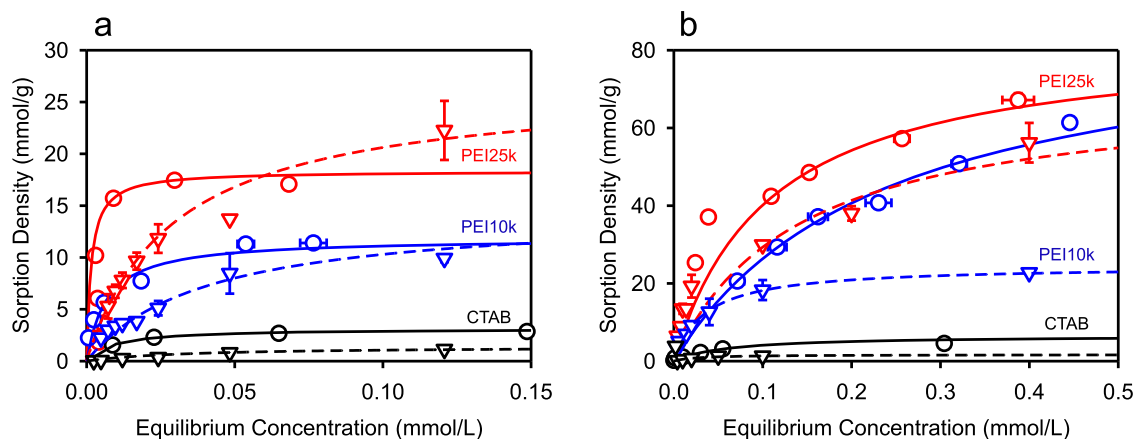 a
b
30
25
20
15
10
5
0
Sorption Density (mmol/g)
PEI25k
PEI10k
CTAB
0.00
0.05
0.10
0.15
Equilibrium Concentration (mmol/L)
80
60
40
20
0
Sorption Density (mmol/g)
PEI25k
PEI10k
CTAB
0.0
0.1
0.2
0.3
0.4
0.5
Equilibrium Concentration (mmol/L)